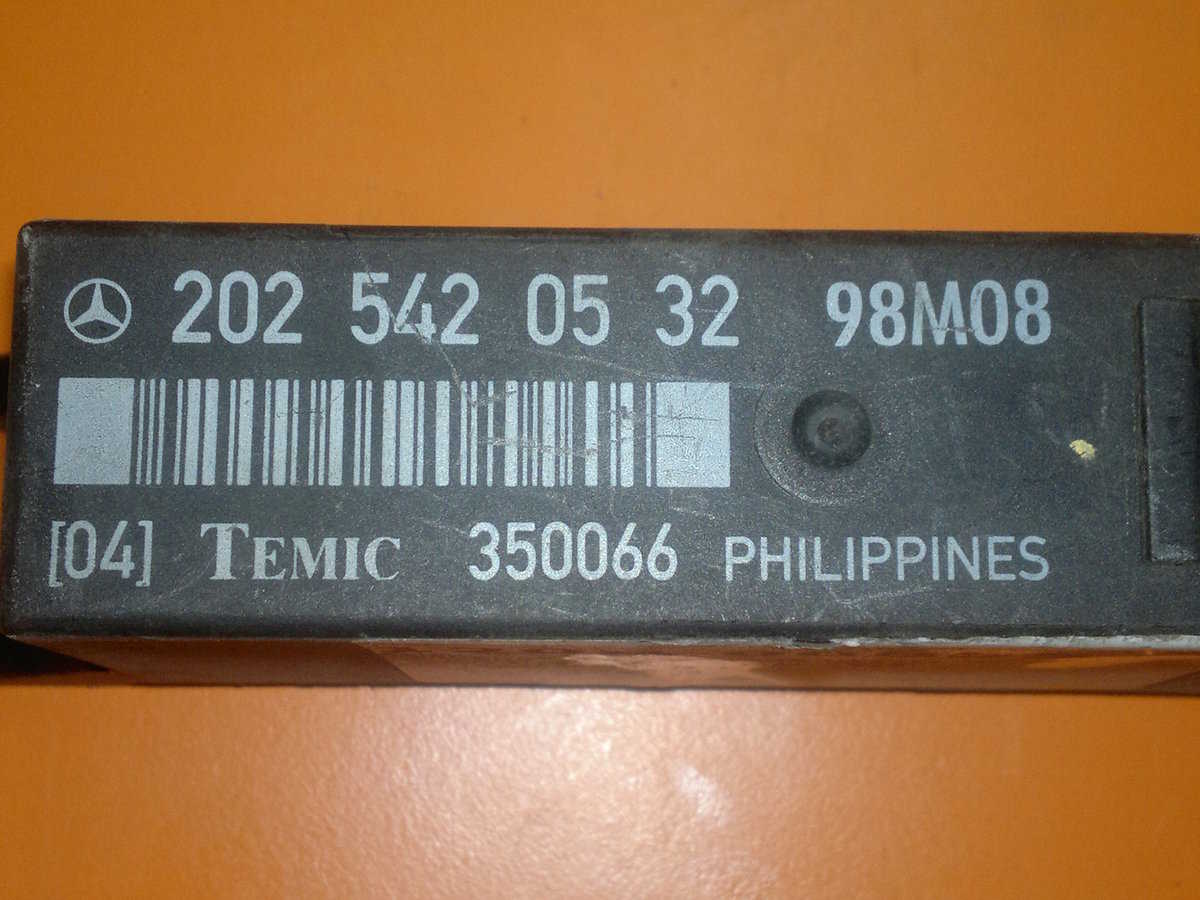 202 542 05 32 98M08
[04] TEMIC 350066 PHILIPPINES